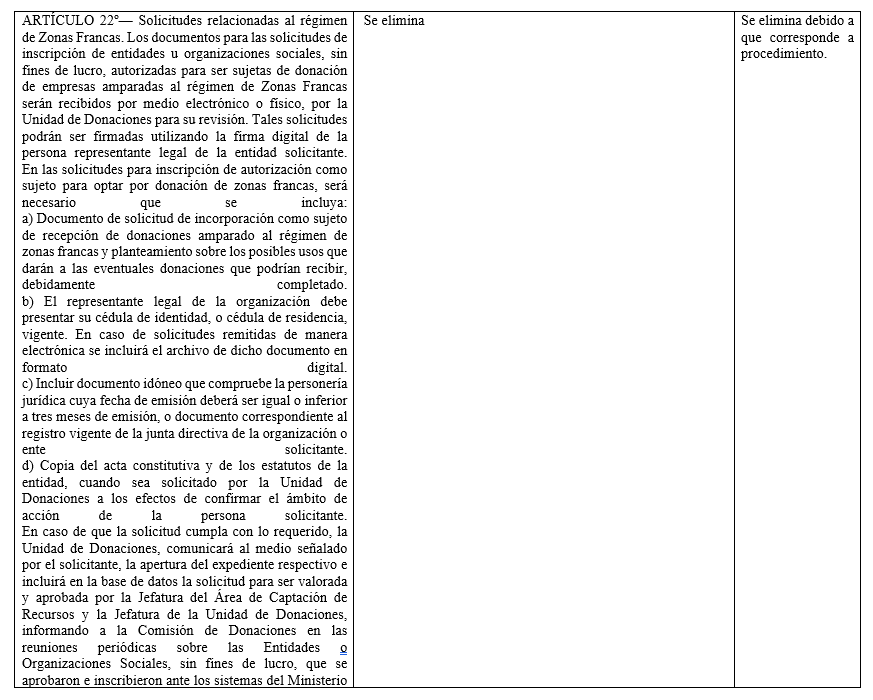 ARTÍCULO 22º— Solicitudes relacionadas al régimen
de Zonas Francas. Los documentos para las solicitudes de
inscripción de entidades u organizaciones sociales, sin
fines de lucro, autorizadas para ser sujetas de donación
de empresas amparadas al régimen de Zonas Francas
serán recibidos por medio electrónico o físico, por la
Unidad de Donaciones para su revisión. Tales solicitudes
podrán ser firmadas utilizando la firma digital de la
persona representante legal de la entidad solicitante.
En las solicitudes para inscripción de autorización como
sujeto para optar por donación de zonas francas, será
necesario que se incluya:
a) Documento de solicitud de incorporación como sujeto
de recepción de donaciones amparado al régimen de
zonas francas y planteamiento sobre los posibles usos que
darán a las eventuales donaciones que podrían recibir,
debidamente completado.
b) El representante legal de la organización debe
presentar su cédula de identidad, o cédula de residencia,
vigente. En caso de solicitudes remitidas de manera
electrónica se incluirá el archivo de dicho documento en
formato digital.
c) Incluir documento idóneo que compruebe la personería
jurídica cuya fecha de emisión deberá ser igual o inferior
a tres meses de emisión, o documento correspondiente al
registro vigente de la junta directiva de la organización o
ente solicitante.
d) Copia del acta constitutiva y de los estatutos de la
entidad, cuando sea solicitado por la Unidad de
Donaciones a los efectos de confirmar el ámbito de
acción de la persona solicitante.
En caso de que la solicitud cumpla con lo requerido, la
Unidad de Donaciones, comunicará al medio señalado
por el solicitante, la apertura del expediente respectivo e
incluirá en la base de datos la solicitud para ser valorada
y aprobada por la Jefatura del Área de Captación de
Recursos y la Jefatura de la Unidad de Donaciones,
informando a la Comisión de Donaciones en las
reuniones periódicas sobre las Entidades o
Organizaciones Sociales, sin fines de lucro, que se
aprobaron e inscribieron ante los sistemas del Ministerio
Se elimina
Se elimina debido a
que corresponde a
procedimiento.